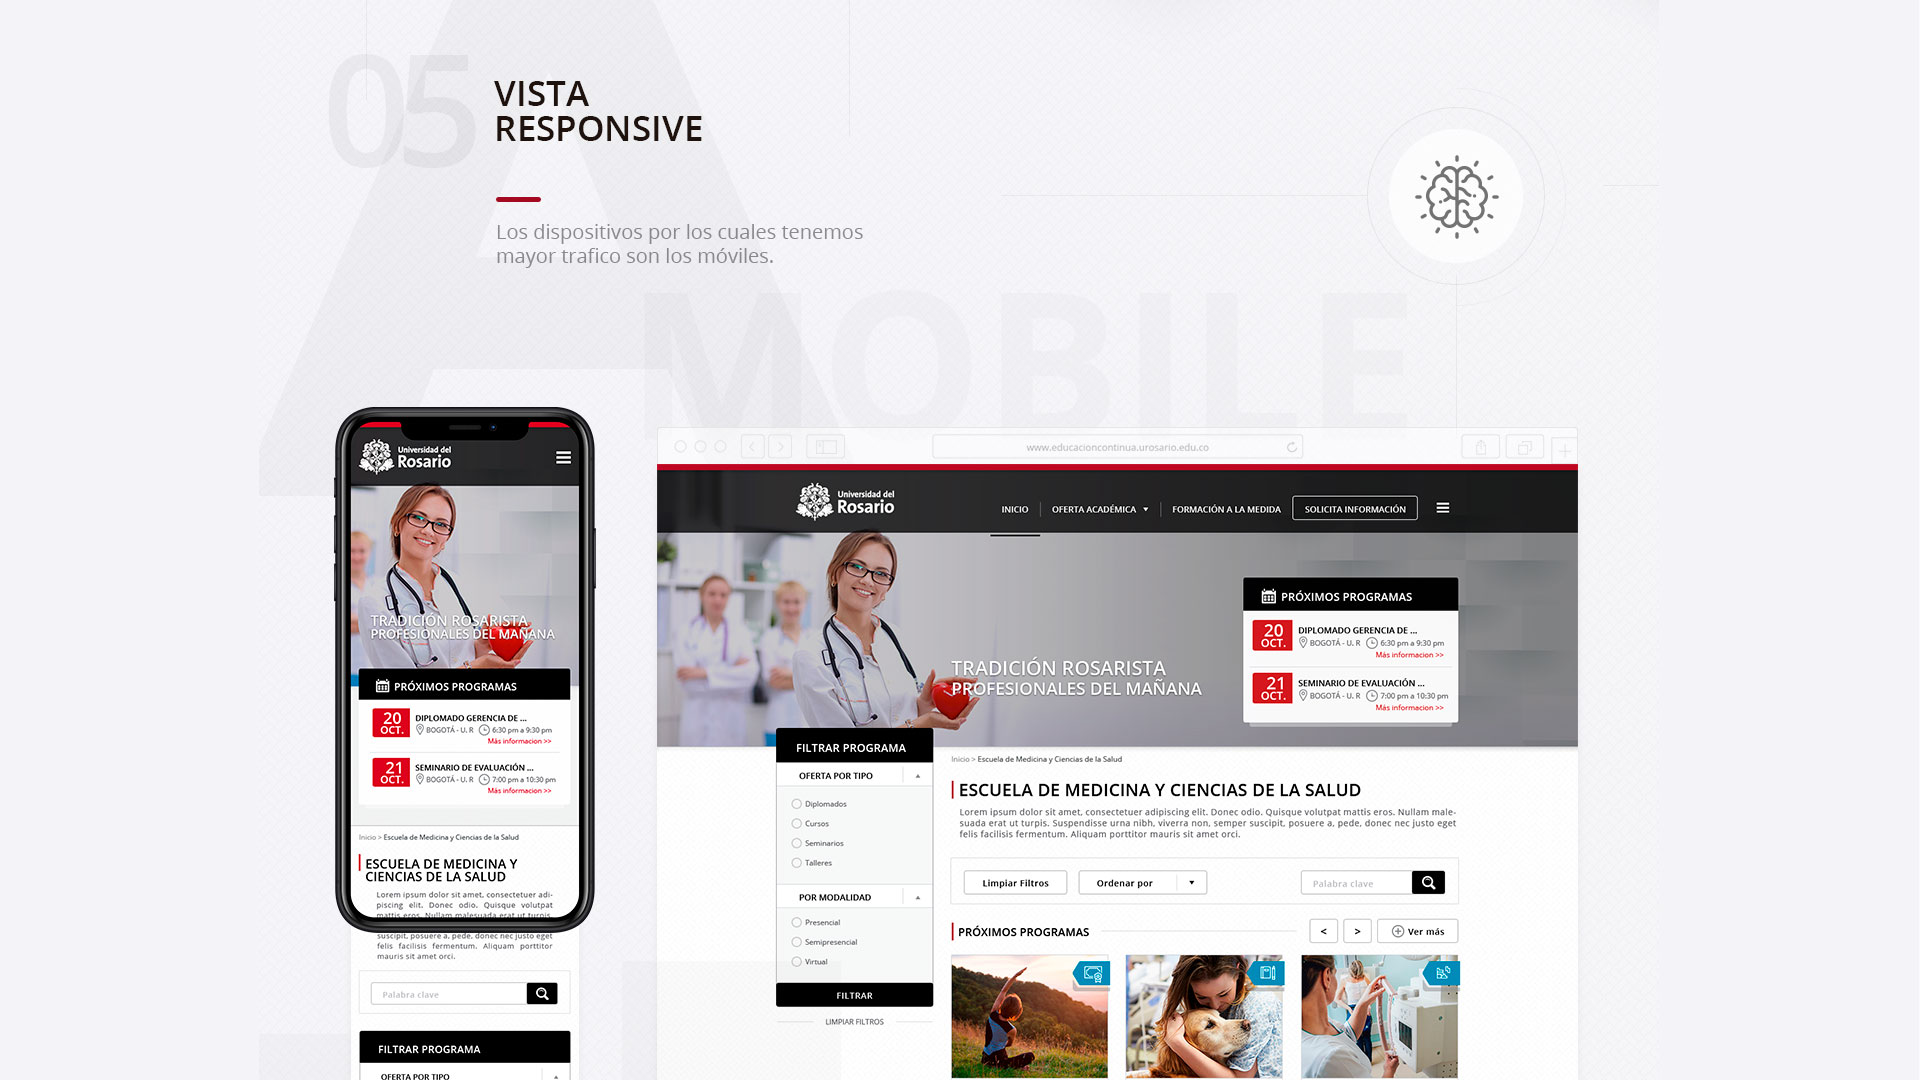 05
VISTA
RESPONSIVE
Los dispositivos por los cuales tenemos
mayor trafico son los móviles.
MOBILE
Universidad del
Rosario
TRADICIÓN ROSARISTA
PROFESIONALES DEL MAÑANA
PRÓXIMOS PROGRAMAS
20 OCT.
DIPLOMADO GERENCIA DE ...
BOGOTÁ - U. R 6:30 pm a 9:30 pm
Más informacion >>
21 OCT.
SEMINARIO DE EVALUACIÓN ...
BOGOTÁ - U. R 7:00 pm a 10:30 pm
Más informacion >>
Inicio > Escuela de Medicina y Ciencias de la Salud
ESCUELA DE MEDICINA Y
CIENCIAS DE LA SALUD
Lorem ipsum dolor sit amet, consectetuer adi-
piscing elit. Donec odio. Quisque volutpat
mattis eros. Nullam malesuada erat ut turpis.
suscipit, posuere a, pede, donec nec justo eget
felis facilisis fermentum. Aliquam porttitor
mauris sit amet orci.
Palabra clave
FILTRAR PROGRAMA
OFERTA POR TIPO
www.educacioncontinua.urosario.edu.co
Universidad del
Rosario
INICIO OFERTA ACADÉMICA FORMACIÓN A LA MEDIDA SOLICITA INFORMACIÓN
TRADICIÓN ROSARISTA
PROFESIONALES DEL MAÑANA
PRÓXIMOS PROGRAMAS
20 OCT.
DIPLOMADO GERENCIA DE ...
BOGOTÁ - U. R 6:30 pm a 9:30 pm
Más informacion >>
21 OCT.
SEMINARIO DE EVALUACIÓN ...
BOGOTÁ - U. R 7:00 pm a 10:30 pm
Más informacion >>
FILTRAR PROGRAMA
OFERTA POR TIPO
Diplomados
Cursos
Seminarios
Talleres
POR MODALIDAD
Presencial
Semipresencial
Virtual
FILTRAR
LIMPIAR FILTROS
Inicio > Escuela de Medicina y Ciencias de la Salud
ESCUELA DE MEDICINA Y CIENCIAS DE LA SALUD
Lorem ipsum dolor sit amet, consectetuer adipiscing elit. Donec odio. Quisque volutpat mattis eros. Nullam male-
suada erat ut turpis. Suspendisse urna nibh, viverra non, semper suscipit, posuere a, pede, donec nec justo eget
felis facilisis fermentum. Aliquam porttitor mauris sit amet orci.
Limpiar Filtros Ordenar por Palabra clave
PRÓXIMOS PROGRAMAS < > Ver más